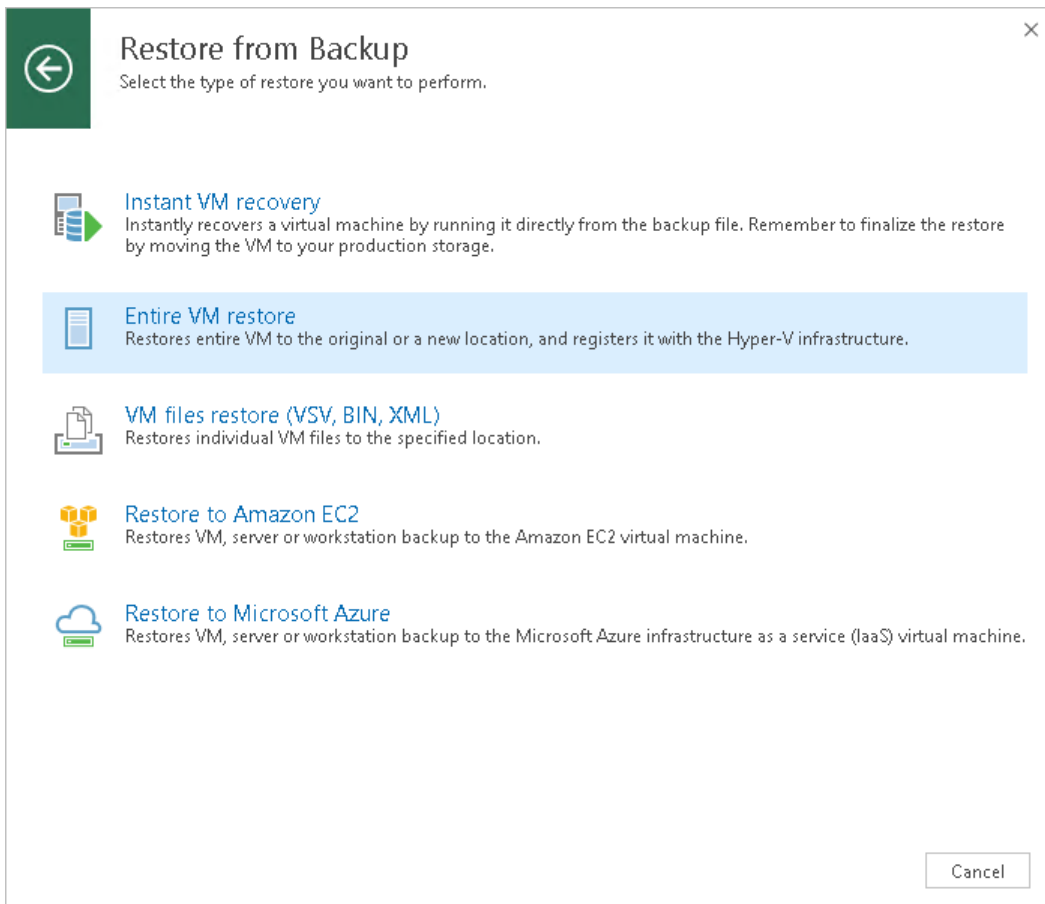 Restore from Backup
Select the type of restore you want to perform.
Instant VM recovery
Instantly recovers a virtual machine by running it directly from the backup file. Remember to finalize the restore
by moving the VM to your production storage.
Entire VM restore
Restores entire VM to the original or a new location, and registers it with the Hyper-V infrastructure.
VM files restore (VSV, BIN, XML)
Restores individual VM files to the specified location.
Restore to Amazon EC2
Restores VM, server or workstation backup to the Amazon EC2 virtual machine.
Restore to Microsoft Azure
Restores VM, server or workstation backup to the Microsoft Azure infrastructure as a service (IaaS) virtual machine.
Cancel